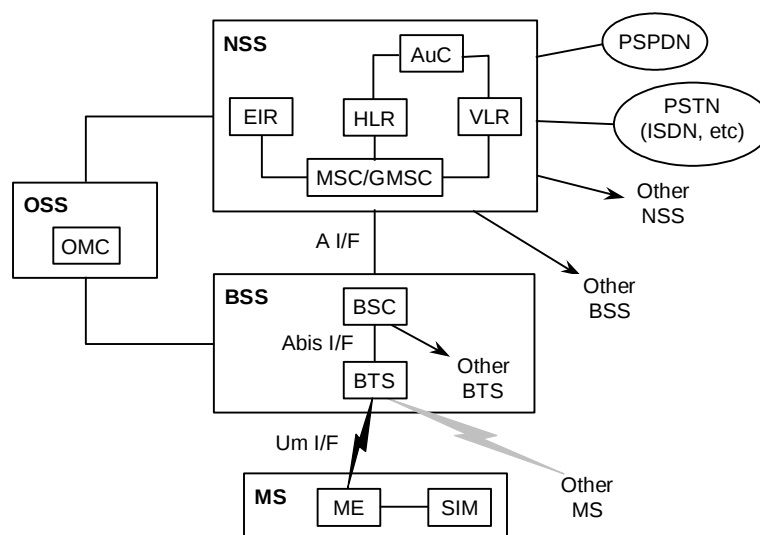 NSS
AuC
PSPDN
EIR
HLR
VLR
PSTN
(ISDN, etc)
MSC/GMSC
Other
NSS
OSS
OMC
A I/F
Other
BSS
BSS
BSC
Abis I/F
Other
BTS
BTS
Um I/F
Other
MS
MS
ME
SIM